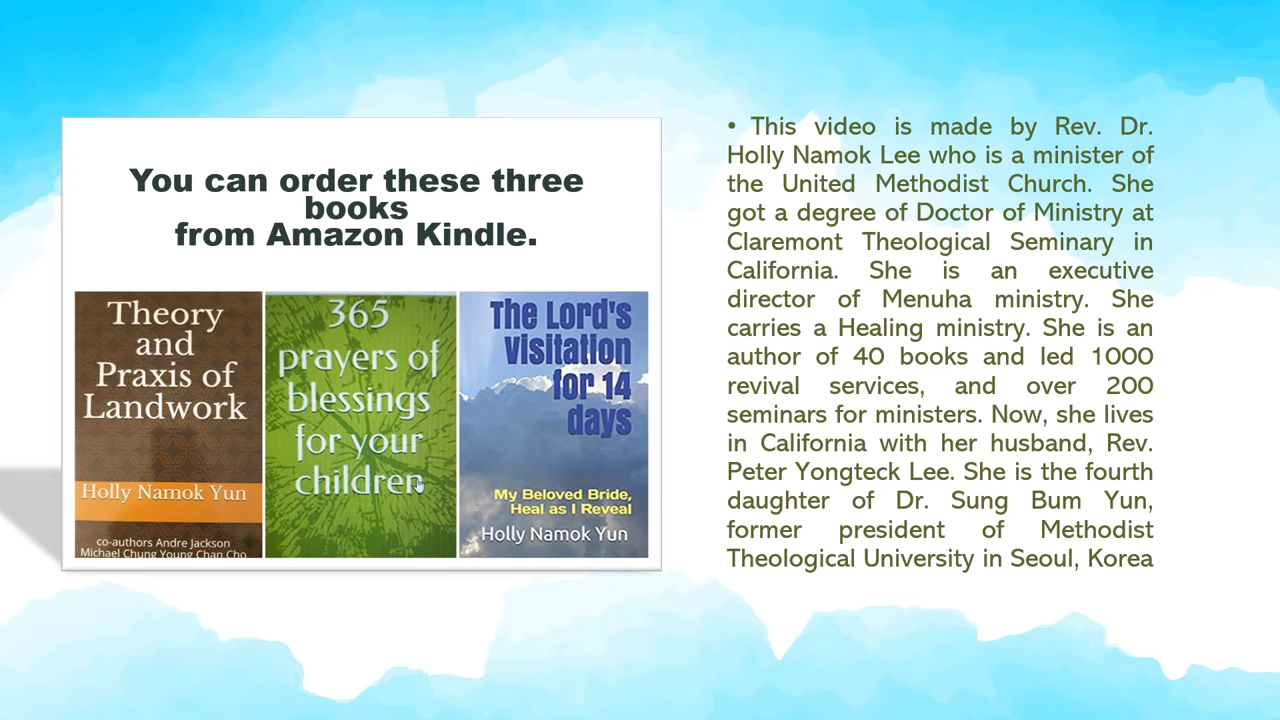 You can order these three
books
from Amazon Kindle.
Theory
and
Praxis of
Landwork
Holly Namok Yun
co-authors Andre Jackson
Michael Chung Young Chan Cho
365
prayers of
blessings
for your
children
The Lord's
visitation
for 14
days
My Beloved Bride,
Heal as I Reveal
Holly Namok Yun
• This video is made by Rev. Dr.
Holly Namok Lee who is a minister of
the United Methodist Church. She
got a degree of Doctor of Ministry at
Claremont Theological Seminary in
California. She is an executive
director of Menuha ministry. She
carries a Healing ministry. She is an
author of 40 books and led 1000
revival services, and over 200
seminars for ministers. Now, she lives
in California with her husband, Rev.
Peter Yongteck Lee. She is the fourth
daughter of Dr. Sung Bum Yun,
former president of Methodist
Theological University in Seoul, Korea